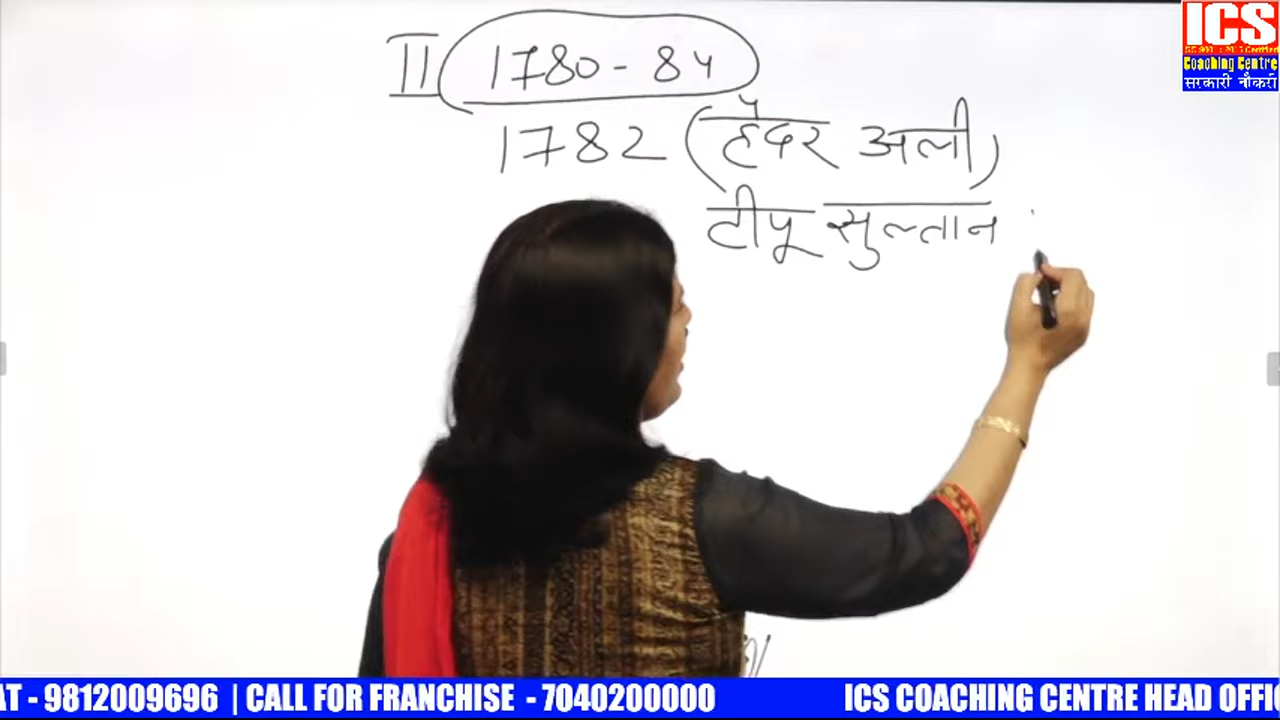 II 1780 - 84
1782 (हैदर अली)
टीपू सुल्तान
ICS
Coaching Centre
सरकारी नौकरी
AT - 9812009696 | CALL FOR FRANCHISE - 7040200000 ICS COACHING CENTRE HEAD OFFI